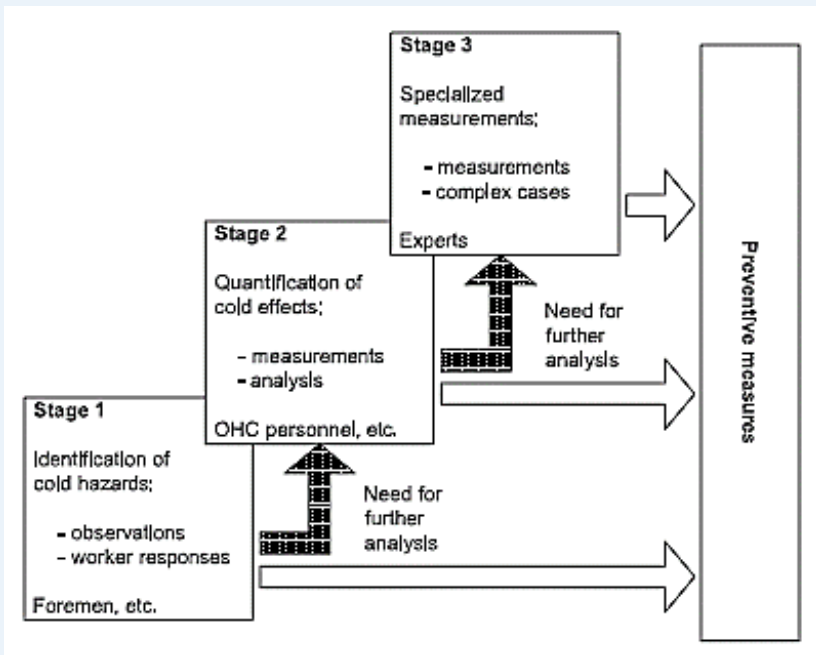 Stage 3
Specialized
measurements;
- measurements
- complex cases
Experts
Stage 2
Quantification of
cold effects;
- measurements
- analysis
OHC personnel, etc.
Need for
further
analysis
Stage 1
Identification of
cold hazards;
- observations
- worker responses
Foremen, etc.
Need for
further
analysis
Preventive measures